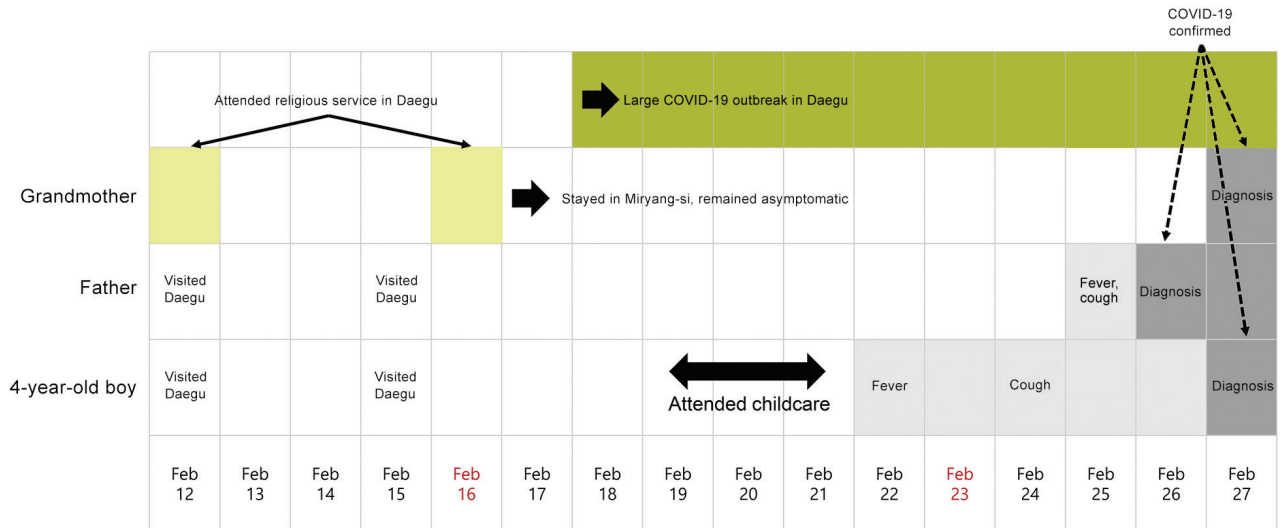 COVID-19
confirmed
Attended religious service in Daegu
Large COVID-19 outbreak in Daegu
Grandmother
Stayed in Miryang-si, remained asymptomatic
Diagnosis
Father
Visited
Daegu
Visited
Daegu
Fever,
cough
Diagnosis
4-year-old boy
Visited
Daegu
Visited
Daegu
Attended childcare
Fever
Cough
Diagnosis
Feb
12
Feb
13
Feb
14
Feb
15
Feb
16
Feb
17
Feb
18
Feb
19
Feb
20
Feb
21
Feb
22
Feb
23
Feb
24
Feb
25
Feb
26
Feb
27